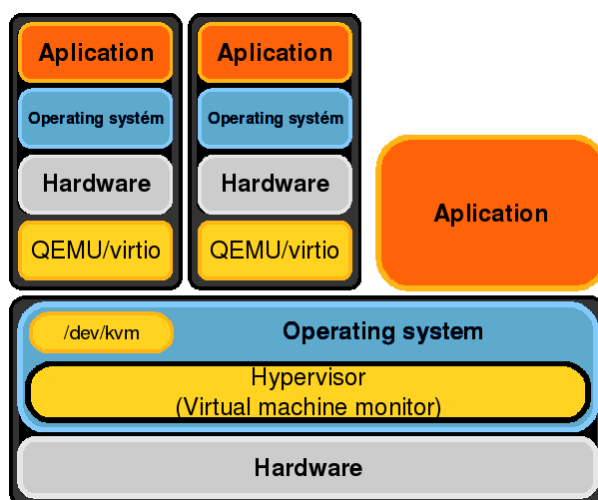 Aplication
Operating systém
Hardware
QEMU/virtio
Aplication
Operating systém
Hardware
QEMU/virtio
Aplication
/dev/kvm
Operating system
Hypervisor
(Virtual machine monitor)
Hardware